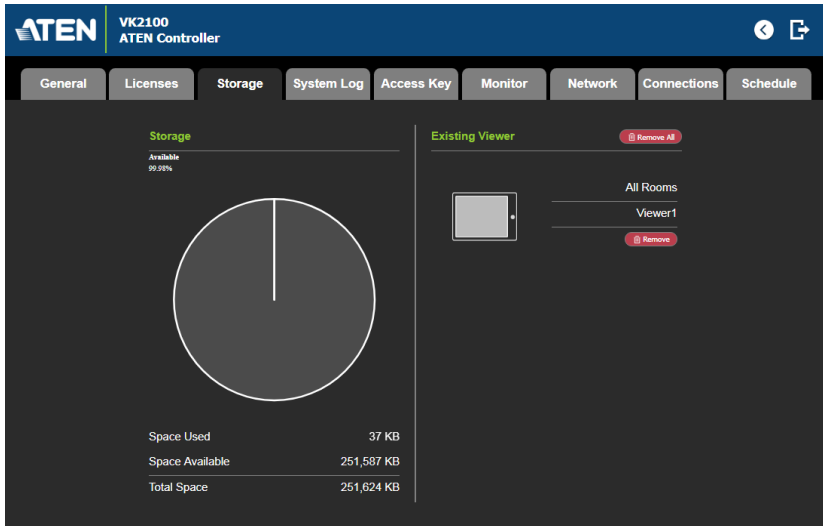 ATEN
VK2100
ATEN Controller
General Licenses Storage System Log Access Key Monitor Network Connections Schedule
Storage
Available
99.98%
Space Used 37 KB
Space Available 251,587 KB
Total Space 251,624 KB
Existing Viewer Remove All
All Rooms
Viewer1
Remove